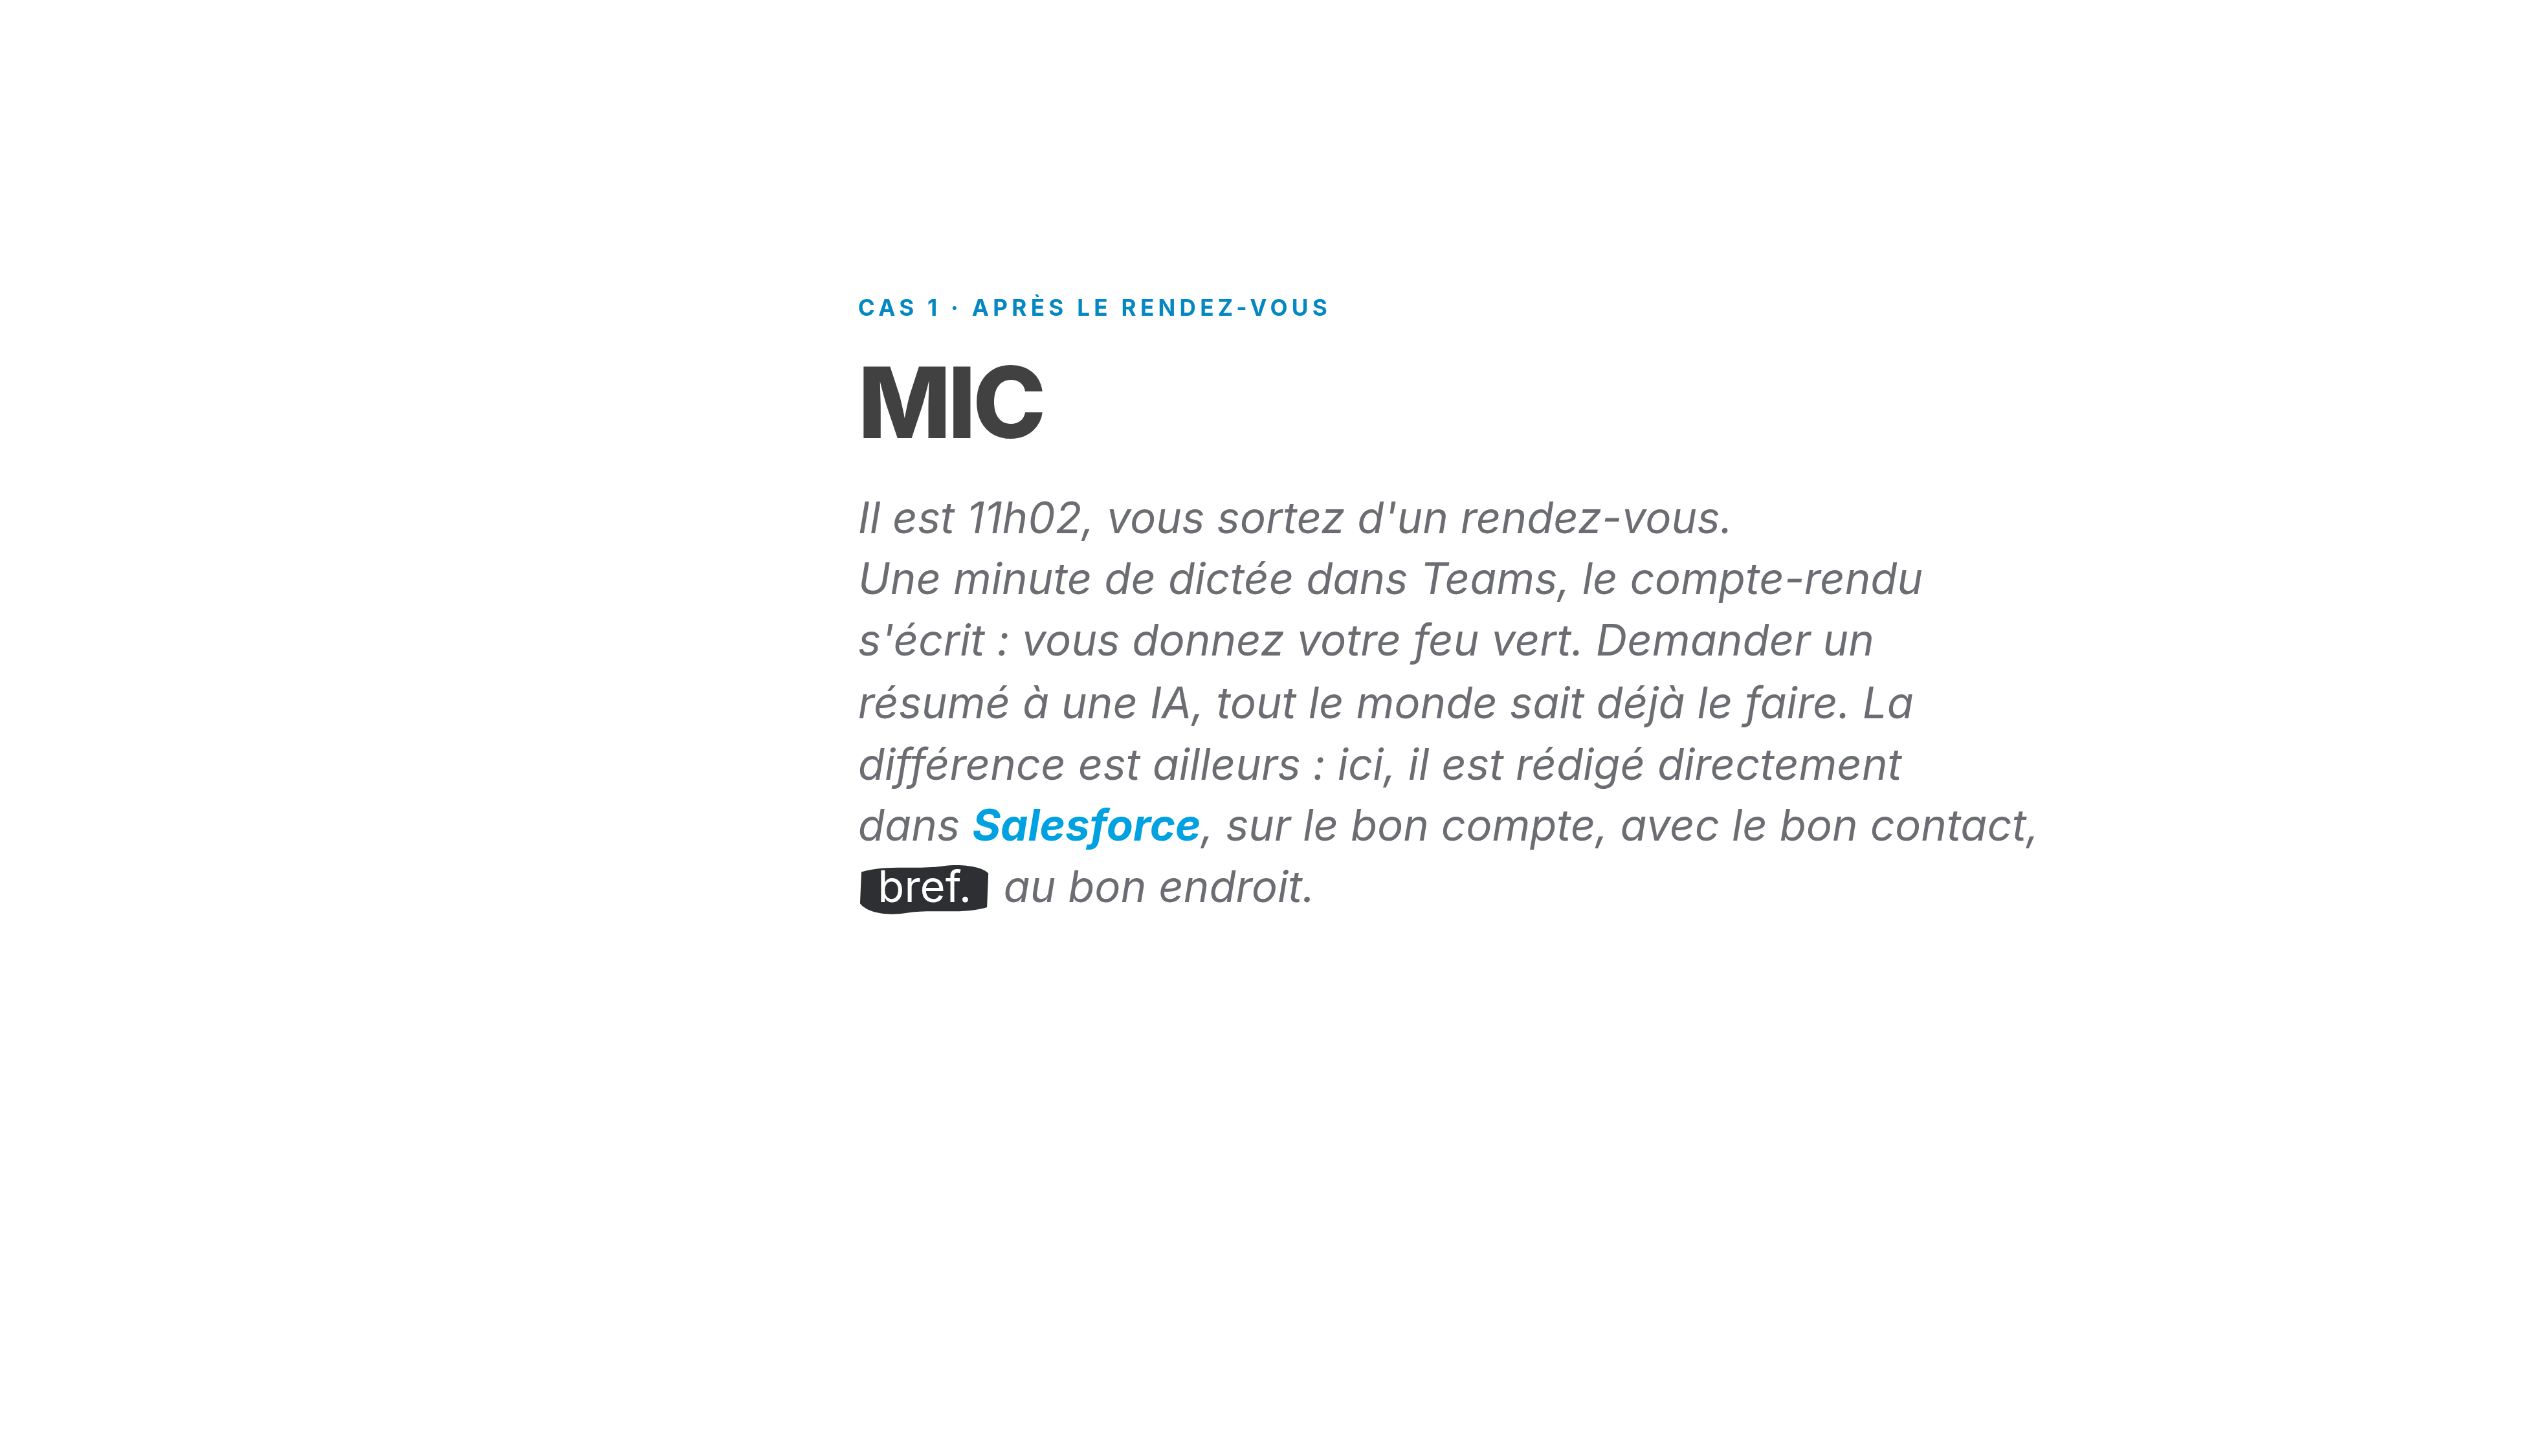 CAS 1 · APRÈS LE RENDEZ-VOUS
MIC
Il est 11h02, vous sortez d'un rendez-vous.
Une minute de dictée dans Teams, le compte-rendu
s'écrit : vous donnez votre feu vert. Demander un
résumé à une IA, tout le monde sait déjà le faire. La
différence est ailleurs : ici, il est rédigé directement
dans Salesforce, sur le bon compte, avec le bon contact,
bref. au bon endroit.